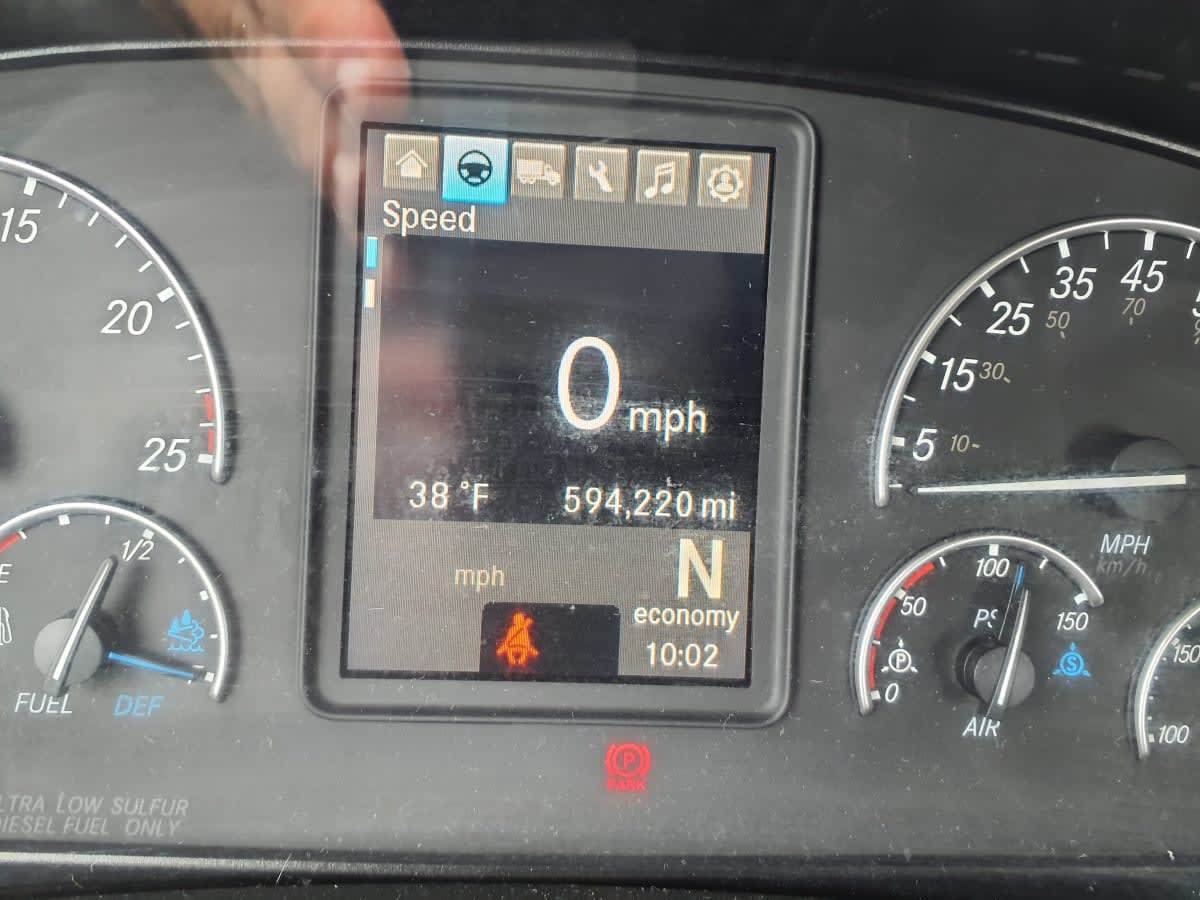 Speed
0 mph
38 °F 594,220 mi
mph
N
economy
10:02
15
20
25
E
1/2
FUEL
DEF
LTRA LOW SULFUR
DIESEL FUEL ONLY
P
PARK
5
15
25
35
45
10
30
50
70
MPH
km/h
0
50
100
150
PS
P
S
AIR
150
100